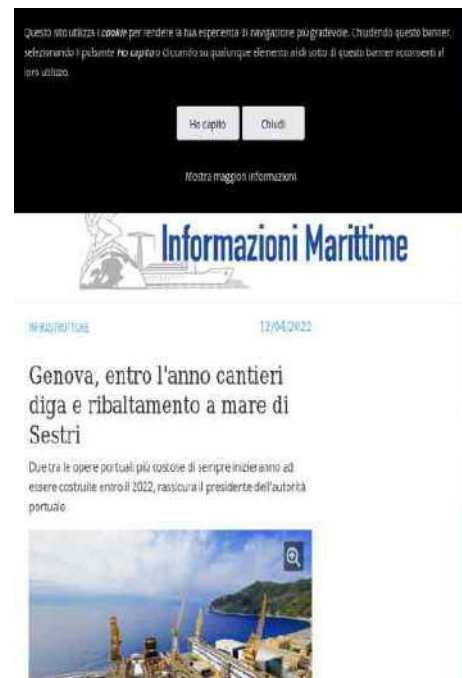 Questo sito utilizza i cookie per rendere la tua esperienza di navigazione più gradevole. Chiudendo questo banner,
selezionando il pulsante Ho capito o cliccando su qualunque elemento al di sotto di questo banner acconsenti al
loro utilizzo.
Ho capito Chiudi
Mostra maggiori informazioni
Informazioni Marittime
INFRASTRUTTURE 12/04/2022
Genova, entro l'anno cantieri
diga e ribaltamento a mare di
Sestri
Due tra le opere portuali più costose di sempre inizieranno ad
essere costruite entro il 2022, rassicura il presidente dell'autorità
portuale